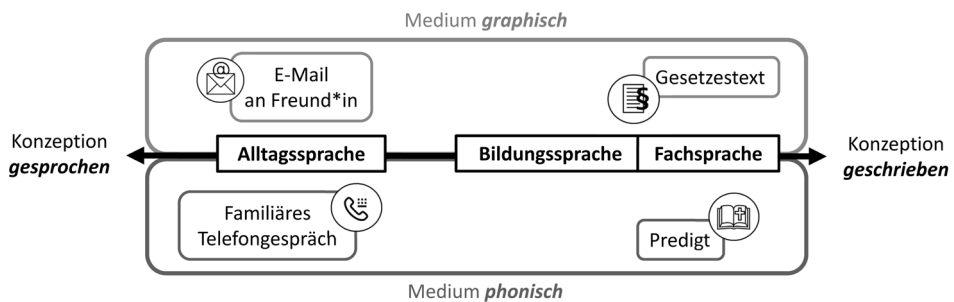 Medium graphisch
@
E-Mail
an Freund*in
§
Gesetzestext
Konzeption
gesprochen
Alltagssprache
Bildungssprache
Fachsprache
Konzeption
geschrieben
Familiäres
Telefongespräch
Predigt
Medium phonisch